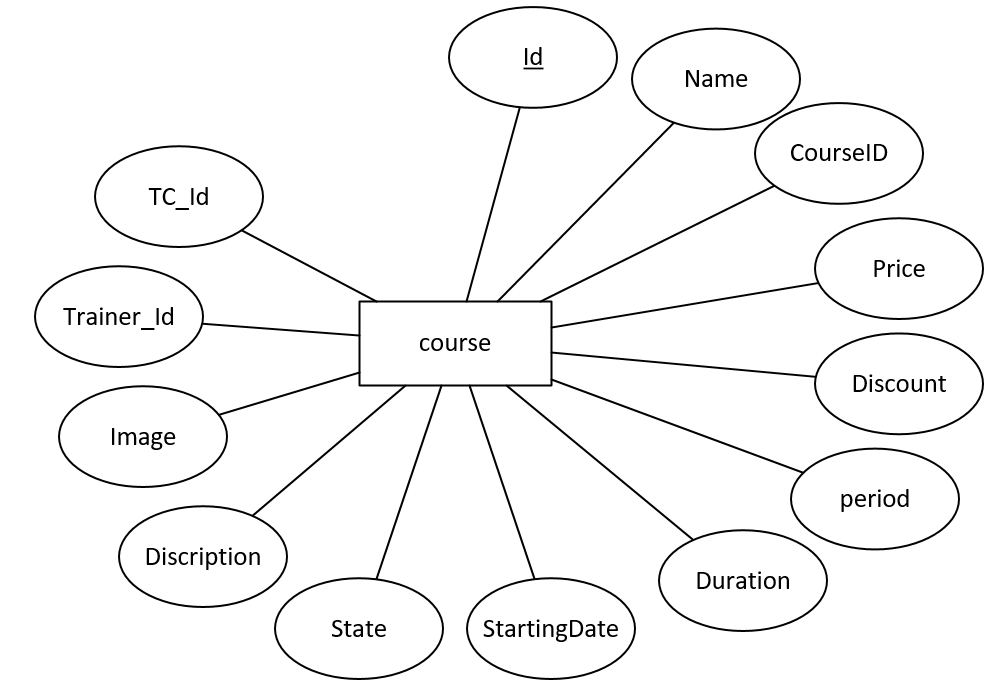 Id
Name
CourseID
TC_Id
Price
Trainer_Id
course
Discount
Image
period
Discription
Duration
State
StartingDate